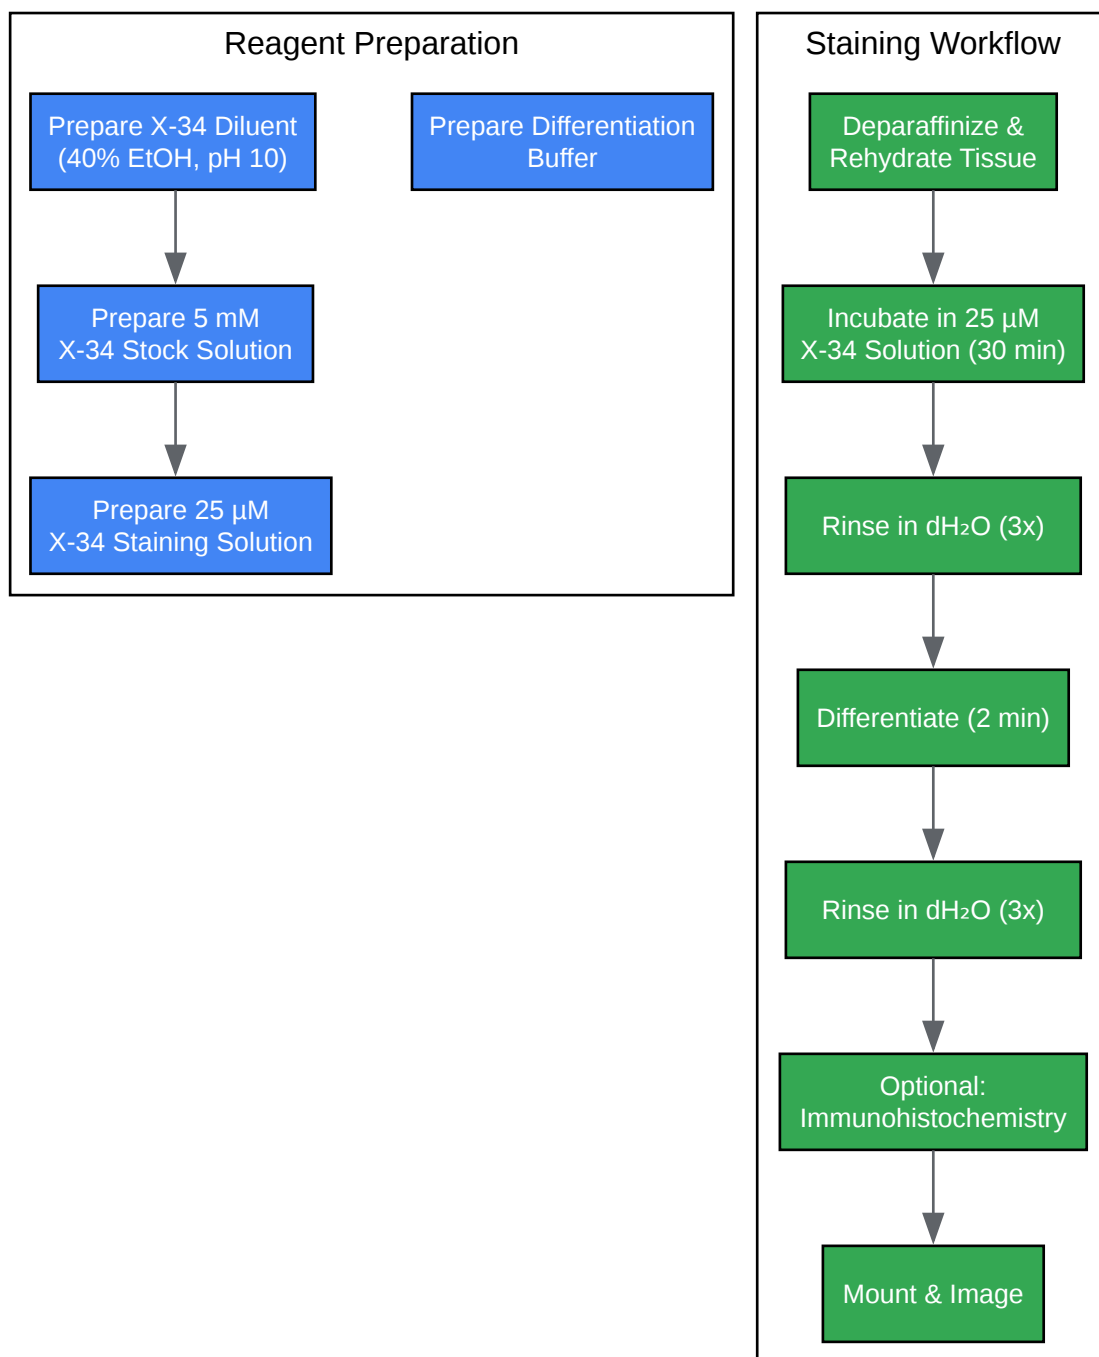 Reagent Preparation
Prepare X-34 Diluent
(40% EtOH, pH 10)
Prepare Differentiation
Buffer
Prepare 5 mM
X-34 Stock Solution
Prepare 25 µM
X-34 Staining Solution
Staining Workflow
Deparaffinize &
Rehydrate Tissue
Incubate in 25 µM
X-34 Solution (30 min)
Rinse in dH₂O (3x)
Differentiate (2 min)
Rinse in dH₂O (3x)
Optional:
Immunohistochemistry
Mount & Image